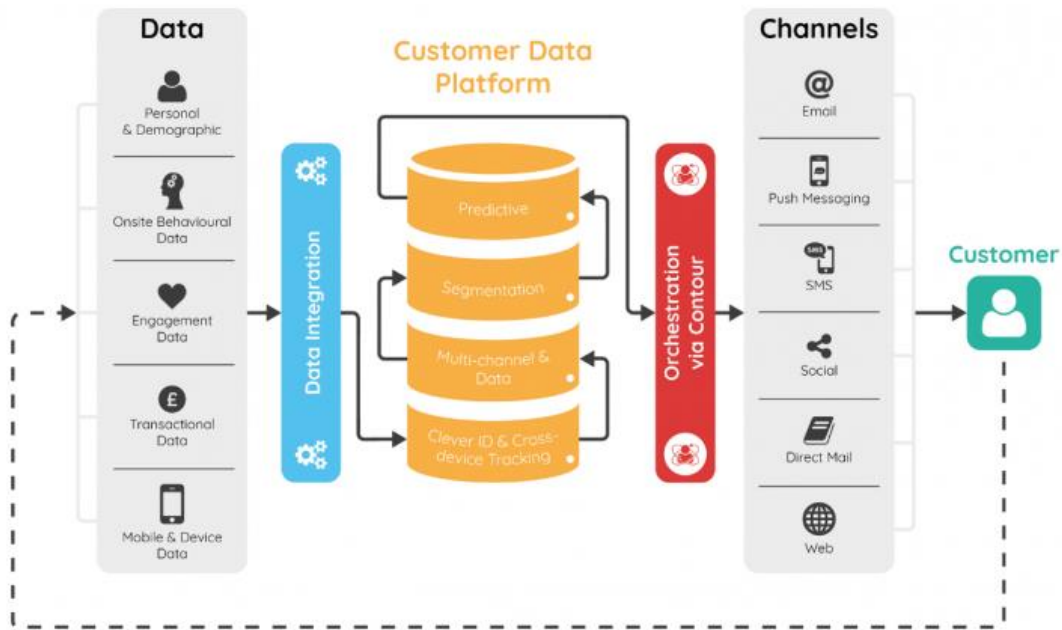 Data
Personal
& Demographic
Onsite Behavioural
Data
Engagement
Data
£
Transactional
Data
Mobile & Device
Data
Data Integration
Customer Data
Platform
Predictive
Segmentation
Multi-channel &
Data
Clever ID & Cross-
device Tracking
Orchestration
via Contour
Channels
@
Email
Push Messaging
SMS
SMS
Social
Direct Mail
Web
Customer